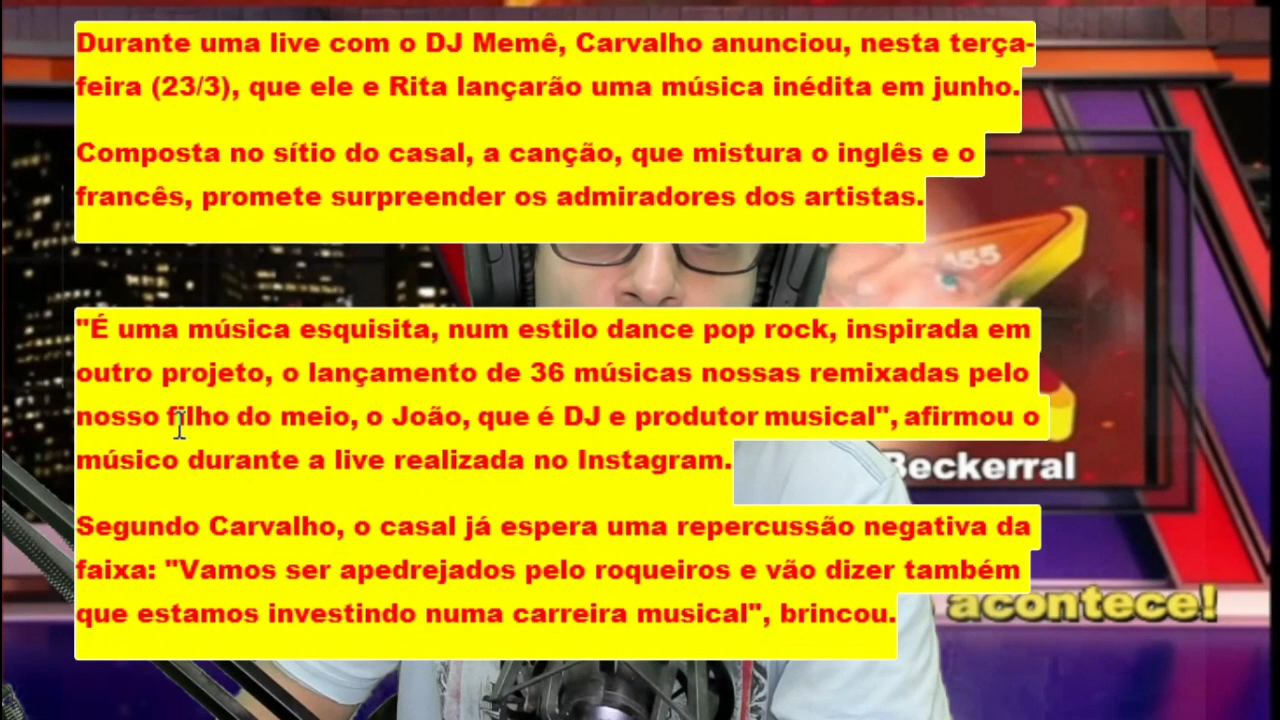 Durante uma live com o DJ Memê, Carvalho anunciou, nesta terça-
feira (23/3), que ele e Rita lançarão uma música inédita em junho.
Composta no sítio do casal, a canção, que mistura o inglês e o
francês, promete surpreender os admiradores dos artistas.
155
"É uma música esquisita, num estilo dance pop rock, inspirada em
outro projeto, o lançamento de 36 músicas nossas remixadas pelo
nosso filho do meio, o João, que é DJ e produtor musical", afirmou o
músico durante a live realizada no Instagram.
Beckerral
Segundo Carvalho, o casal já espera uma repercussão negativa da
faixa: "Vamos ser apedrejados pelo roqueiros e vão dizer também
que estamos investindo numa carreira musical", brincou.
acontece!